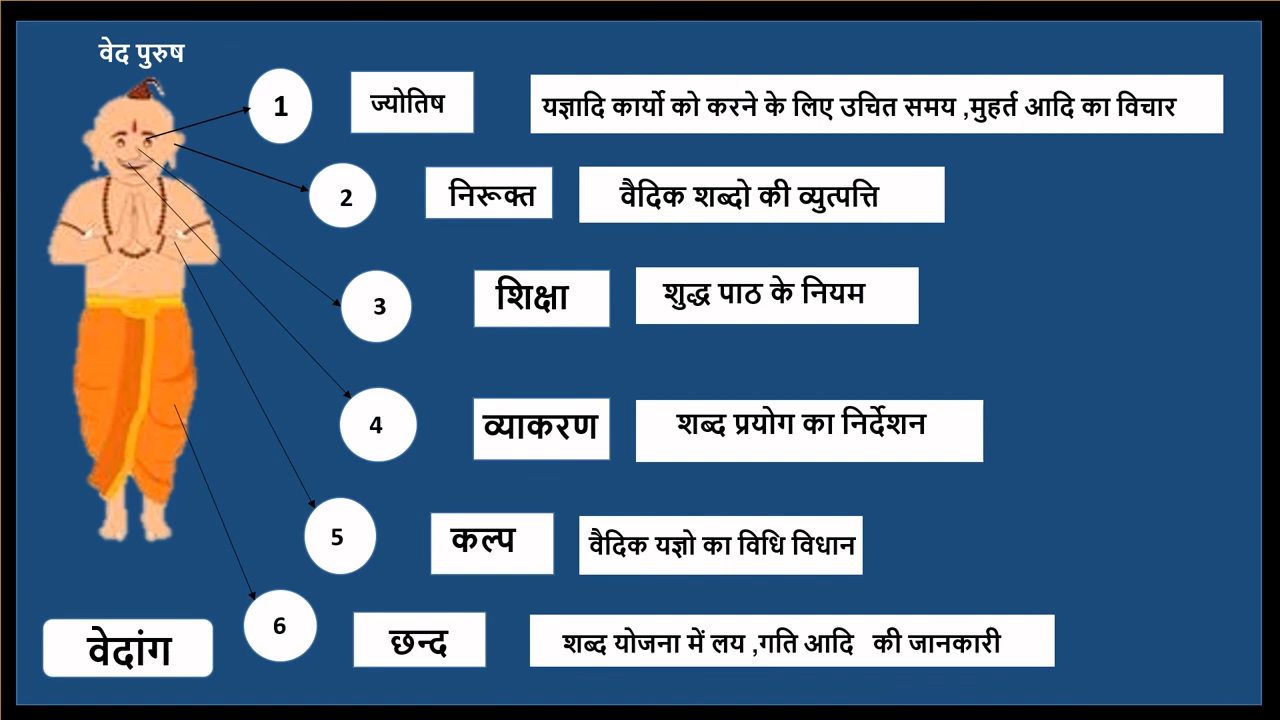 वेद पुरुष
1
ज्योतिष
यज्ञादि कार्यो को करने के लिए उचित समय ,मुहर्त आदि का विचार
2
निरूक्त
वैदिक शब्दो की व्युत्पत्ति
3
शिक्षा
शुद्ध पाठ के नियम
4
व्याकरण
शब्द प्रयोग का निर्देशन
5
कल्प
वैदिक यज्ञो का विधि विधान
6
छन्द
शब्द योजना में लय ,गति आदि की जानकारी
वेदांग